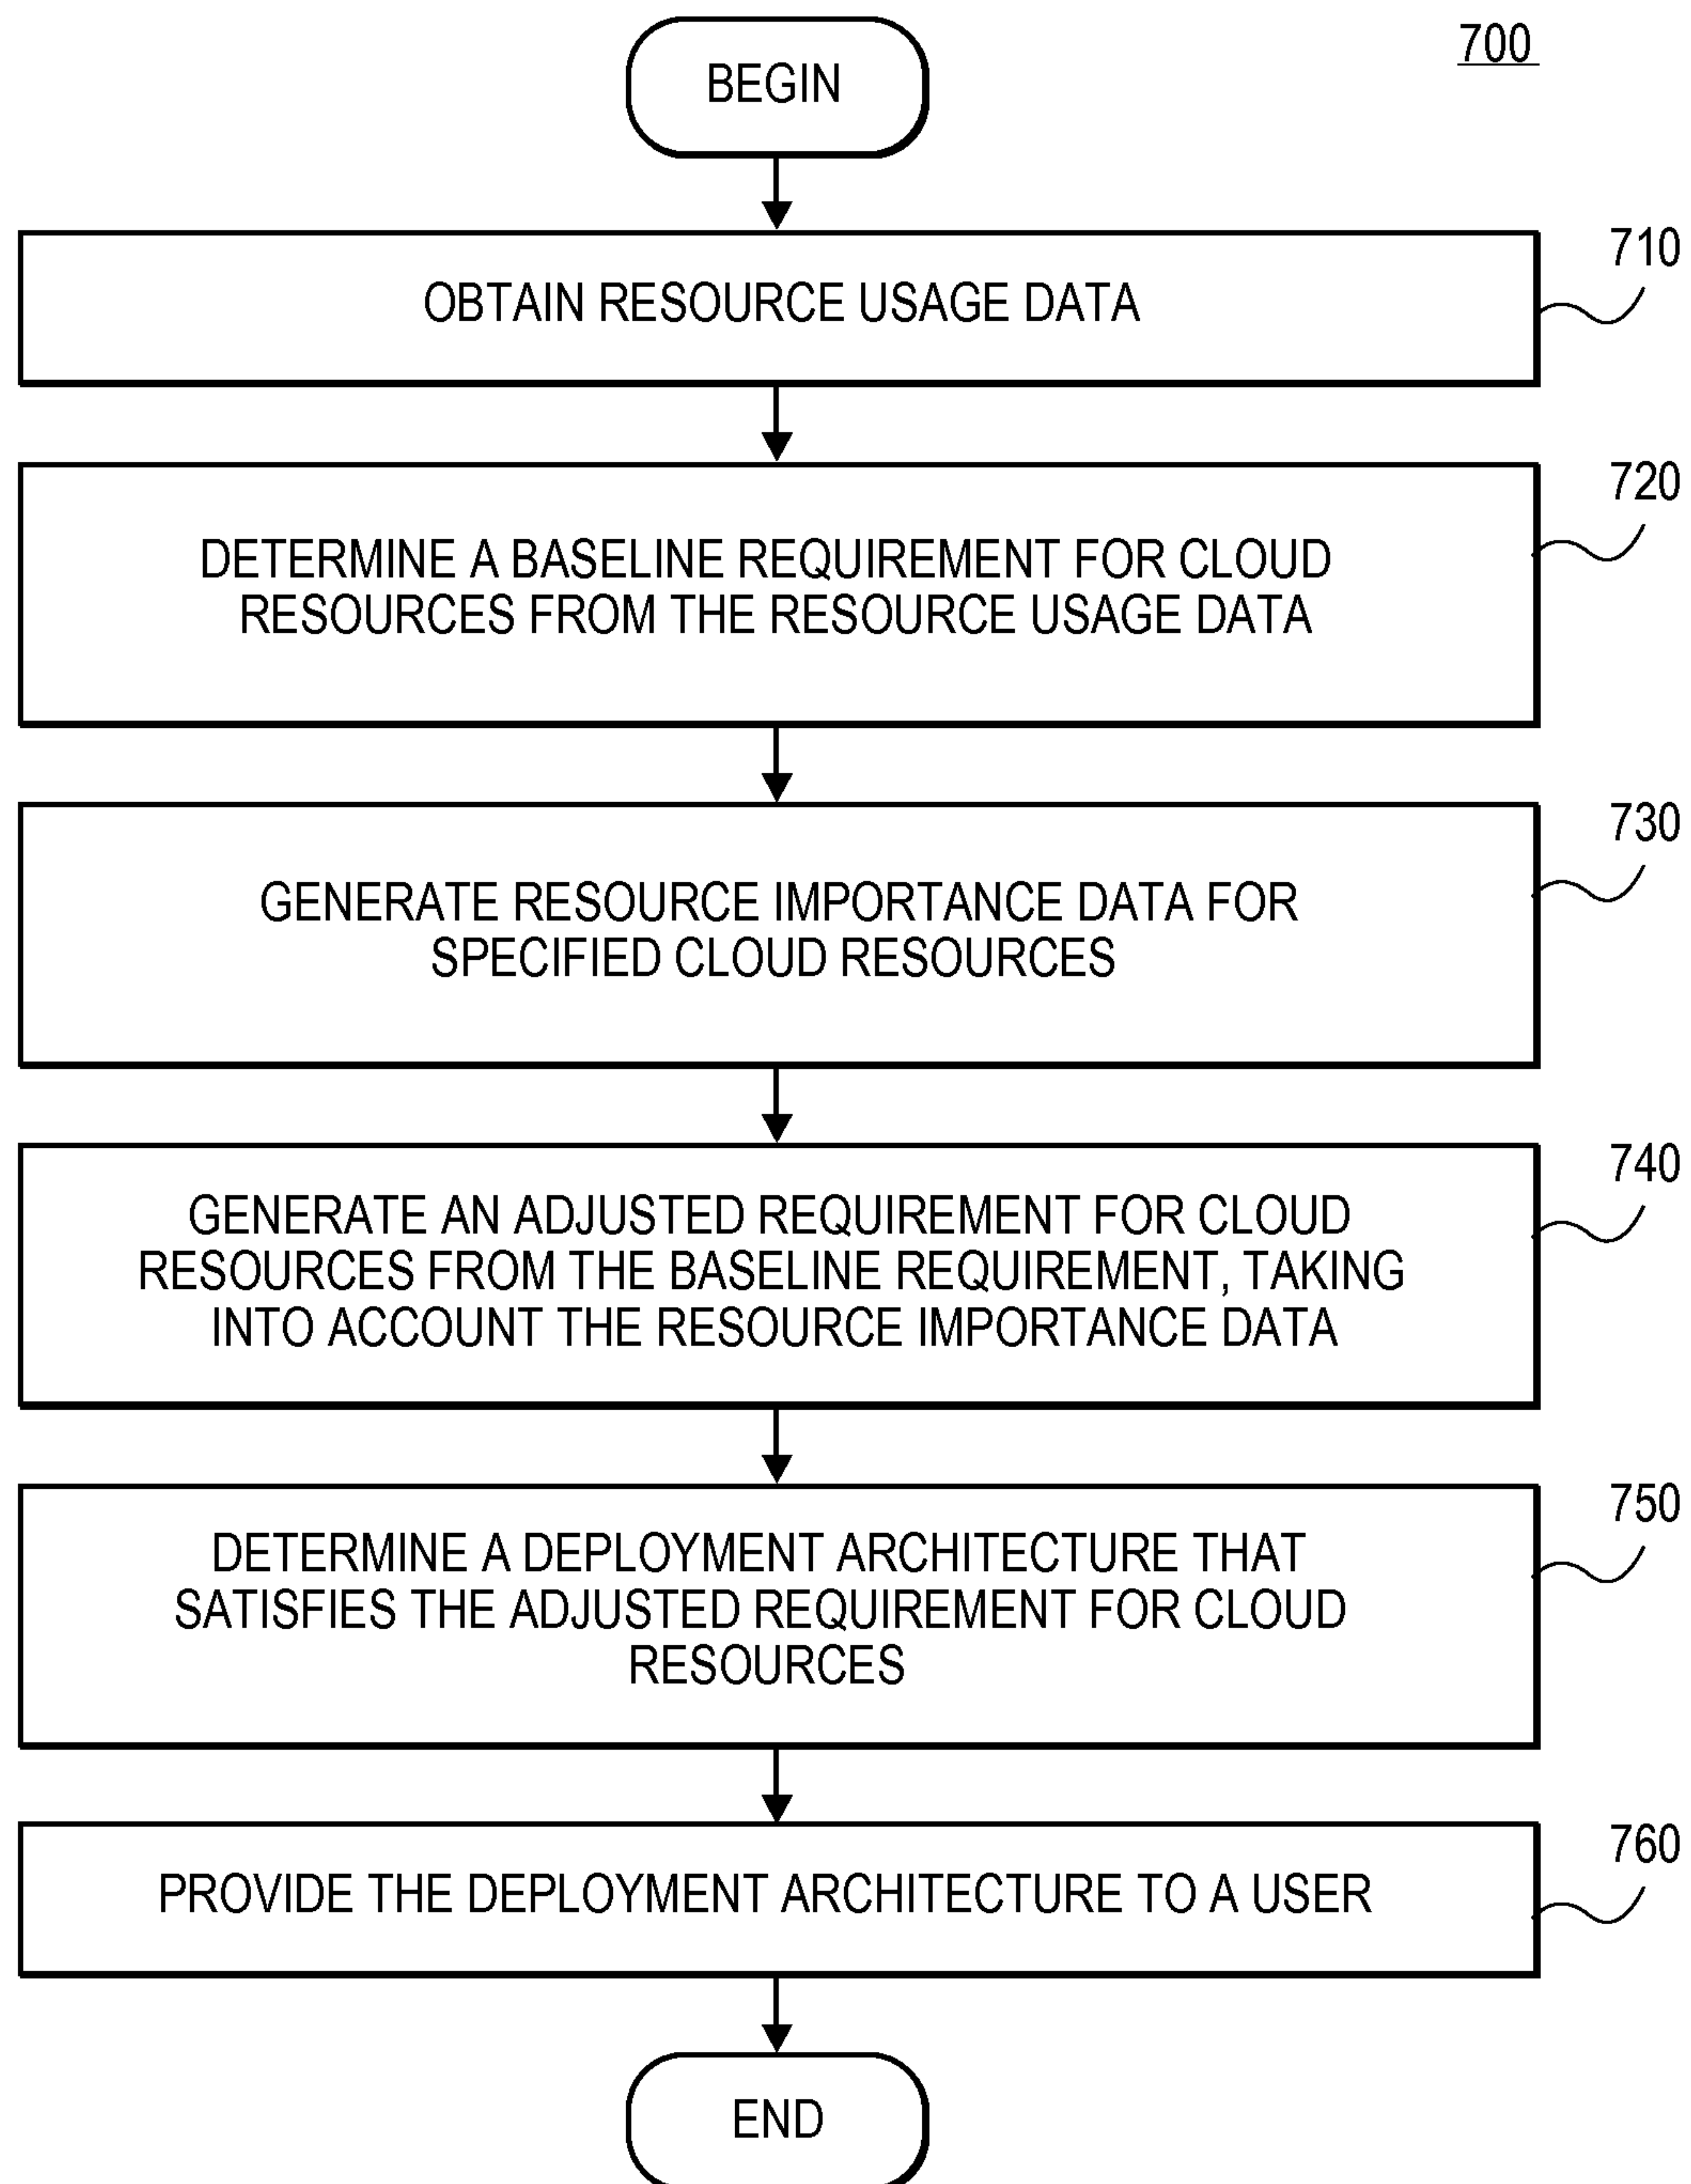 700
BEGIN
710
OBTAIN RESOURCE USAGE DATA
720
DETERMINE A BASELINE REQUIREMENT FOR CLOUD
RESOURCES FROM THE RESOURCE USAGE DATA
730
GENERATE RESOURCE IMPORTANCE DATA FOR
SPECIFIED CLOUD RESOURCES
740
GENERATE AN ADJUSTED REQUIREMENT FOR CLOUD
RESOURCES FROM THE BASELINE REQUIREMENT, TAKING
INTO ACCOUNT THE RESOURCE IMPORTANCE DATA
750
DETERMINE A DEPLOYMENT ARCHITECTURE THAT
SATISFIES THE ADJUSTED REQUIREMENT FOR CLOUD
RESOURCES
760
PROVIDE THE DEPLOYMENT ARCHITECTURE TO A USER
END